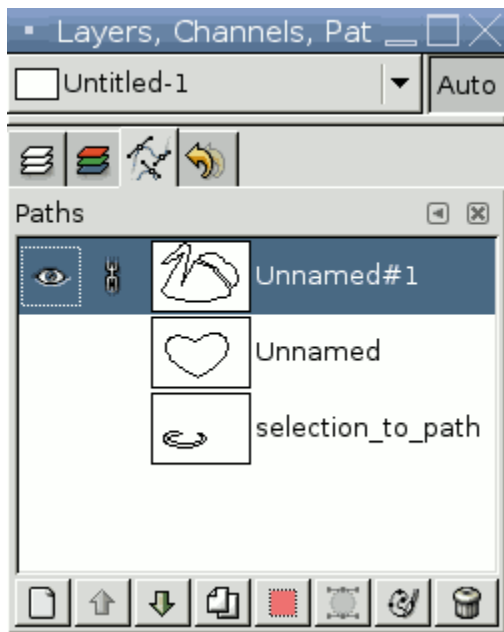 Layers, Channels, Pat
Untitled-1
Auto
Paths
Unnamed#1
Unnamed
selection_to_path